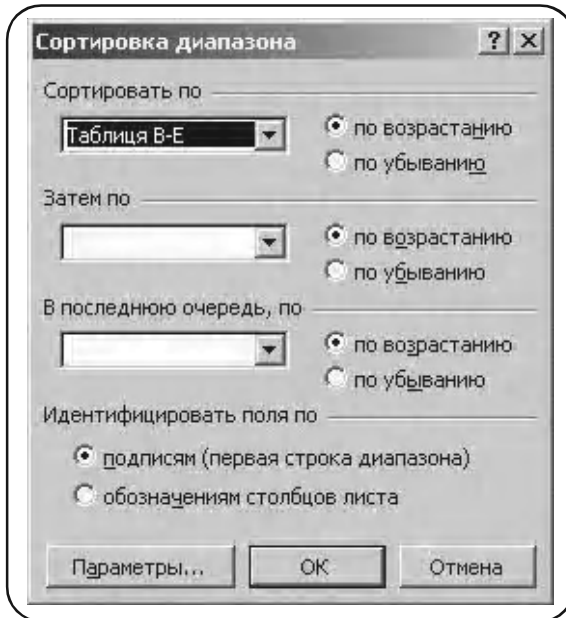 Сортировка диапазона
Сортировать по
Таблиця В-Е
по возрастанию
по убыванию
Затем по
по возрастанию
по убыванию
В последнюю очередь, по
по возрастанию
по убыванию
Идентифицировать поля по
подписям (первая строка диапазона)
обозначениям столбцов листа
Параметры... ОК Отмена